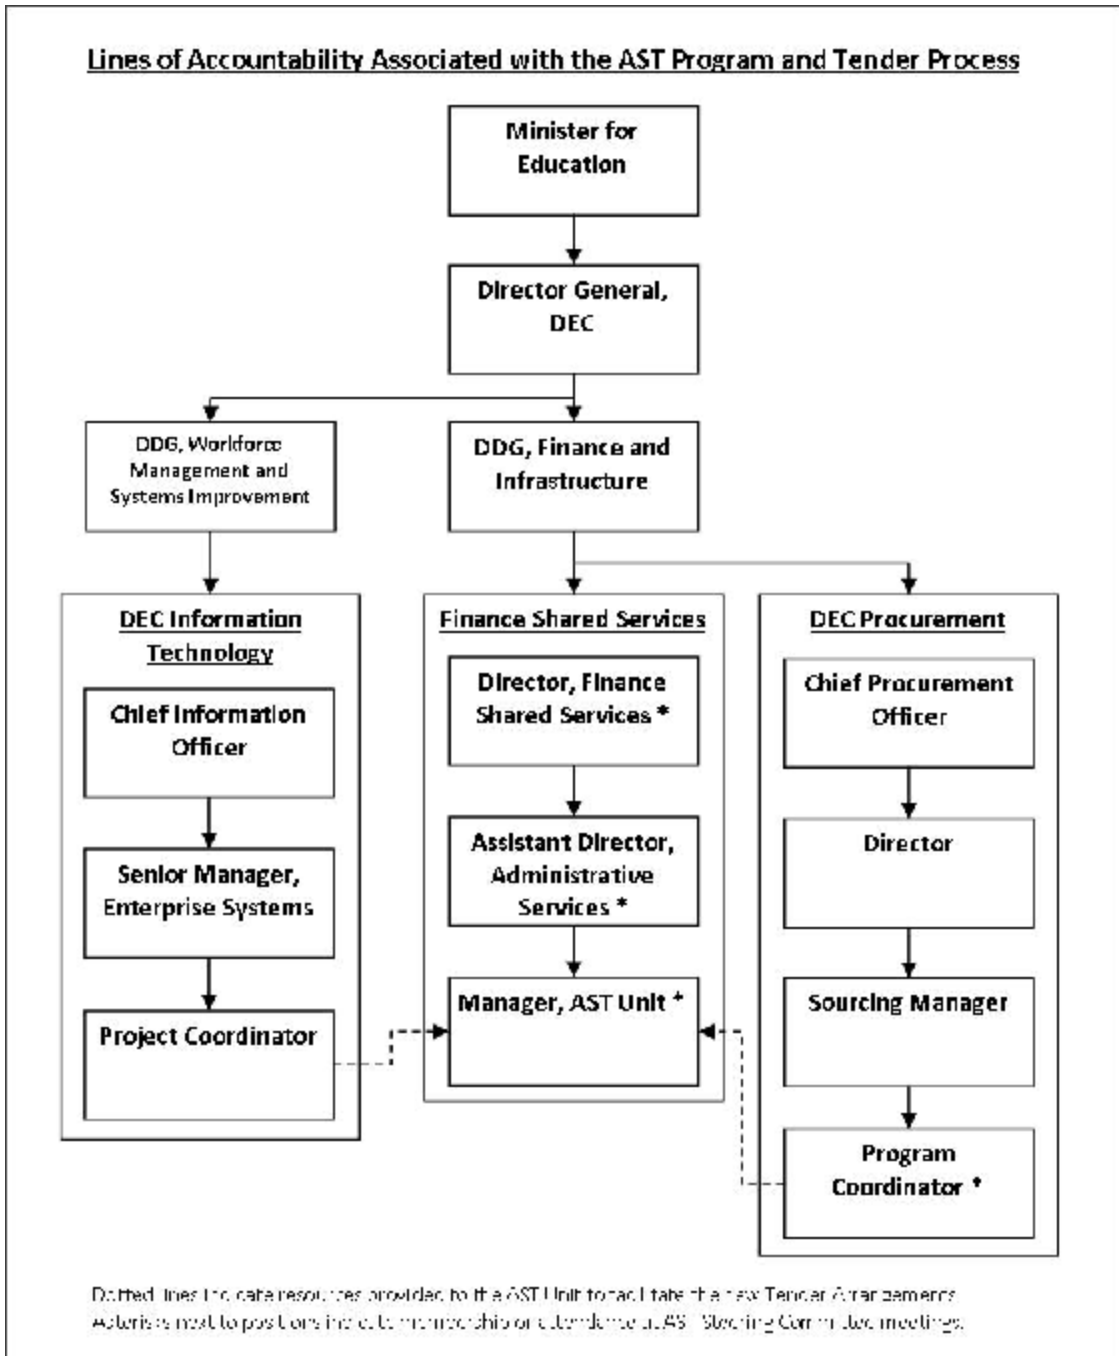 Lines of Accountability Associated with the AST Program and Tender Process
Minister for
Education
Director General,
DEC
DDG, Workforce
Management and
Systems Improvement
DDG, Finance and
Infrastructure
DEC Information
Technology
Finance Shared Services
DEC Procurement
Chief Information
Officer
Director, Finance
Shared Services *
Chief Procurement
Officer
Senior Manager,
Enterprise Systems
Assistant Director,
Administrative
Services *
Director
Project Coordinator
Manager, AST Unit *
Sourcing Manager
Program
Coordinator *
Dotted lines indicate resources provided to the AST Unit to facilitate the new Tender Arrangements
Asterisks next to positions indicate membership or attendance at AST Steering Committee meetings.